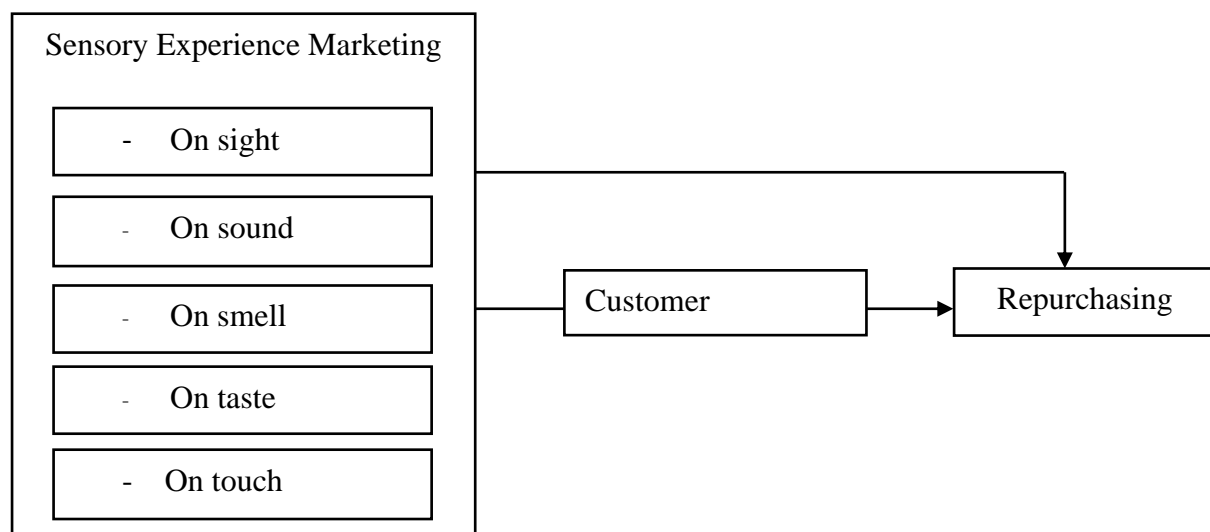 Sensory Experience Marketing
- On sight
- On sound
- On smell
- On taste
- On touch
Customer
Repurchasing